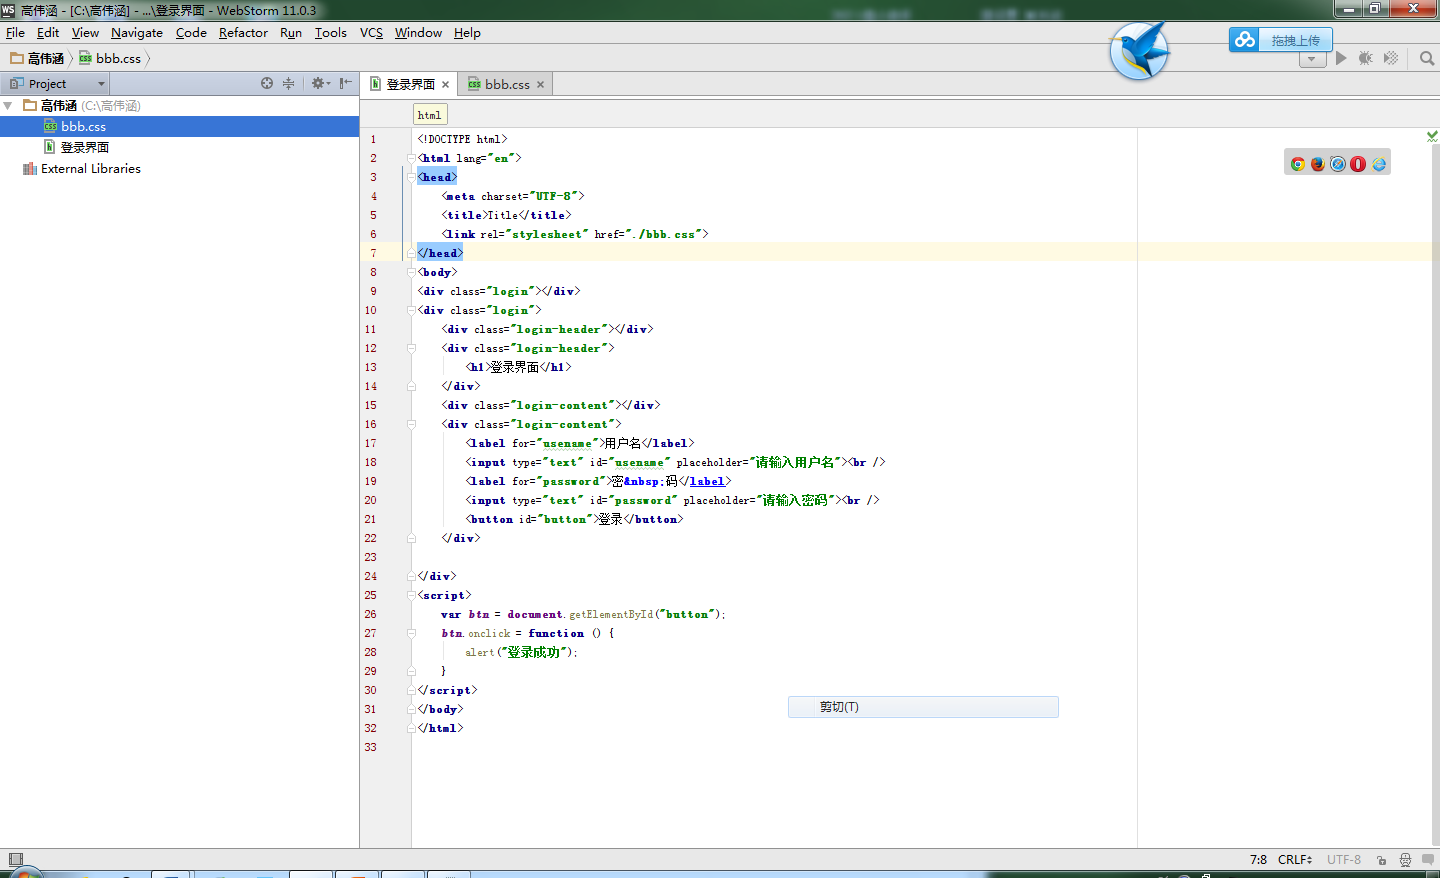 WS 高伟涵 - [C:\高伟涵] - ...\登录界面 - WebStorm 11.0.3
File Edit View Navigate Code Refactor Run Tools VCS Window Help
拖拽上传
高伟涵 bbb.css
Project
登录界面 bbb.css
高伟涵 (C:\高伟涵)
bbb.css
登录界面
External Libraries
html
1 <!DOCTYPE html>
2 <html lang="en">
3 <head>
4 <meta charset="UTF-8">
5 <title>Title</title>
6 <link rel="stylesheet" href="./bbb.css">
7 </head>
8 <body>
9 <div class="login"></div>
10 <div class="login">
11 <div class="login-header"></div>
12 <div class="login-header">
13 <h1>登录界面</h1>
14 </div>
15 <div class="login-content"></div>
16 <div class="login-content">
17 <label for="usename">用户名</label>
18 <input type="text" id="usename" placeholder="请输入用户名"><br />
19 <label for="password">密&nbsp;码</label>
20 <input type="text" id="password" placeholder="请输入密码"><br />
21 <button id="button">登录</button>
22 </div>
23
24 </div>
25 <script>
26 var btn = document.getElementById("button");
27 btn.onclick = function () {
28 alert("登录成功");
29 }
30 </script>
31 </body>
32 </html>
33
剪切(T)
7:8 CRLF UTF-8